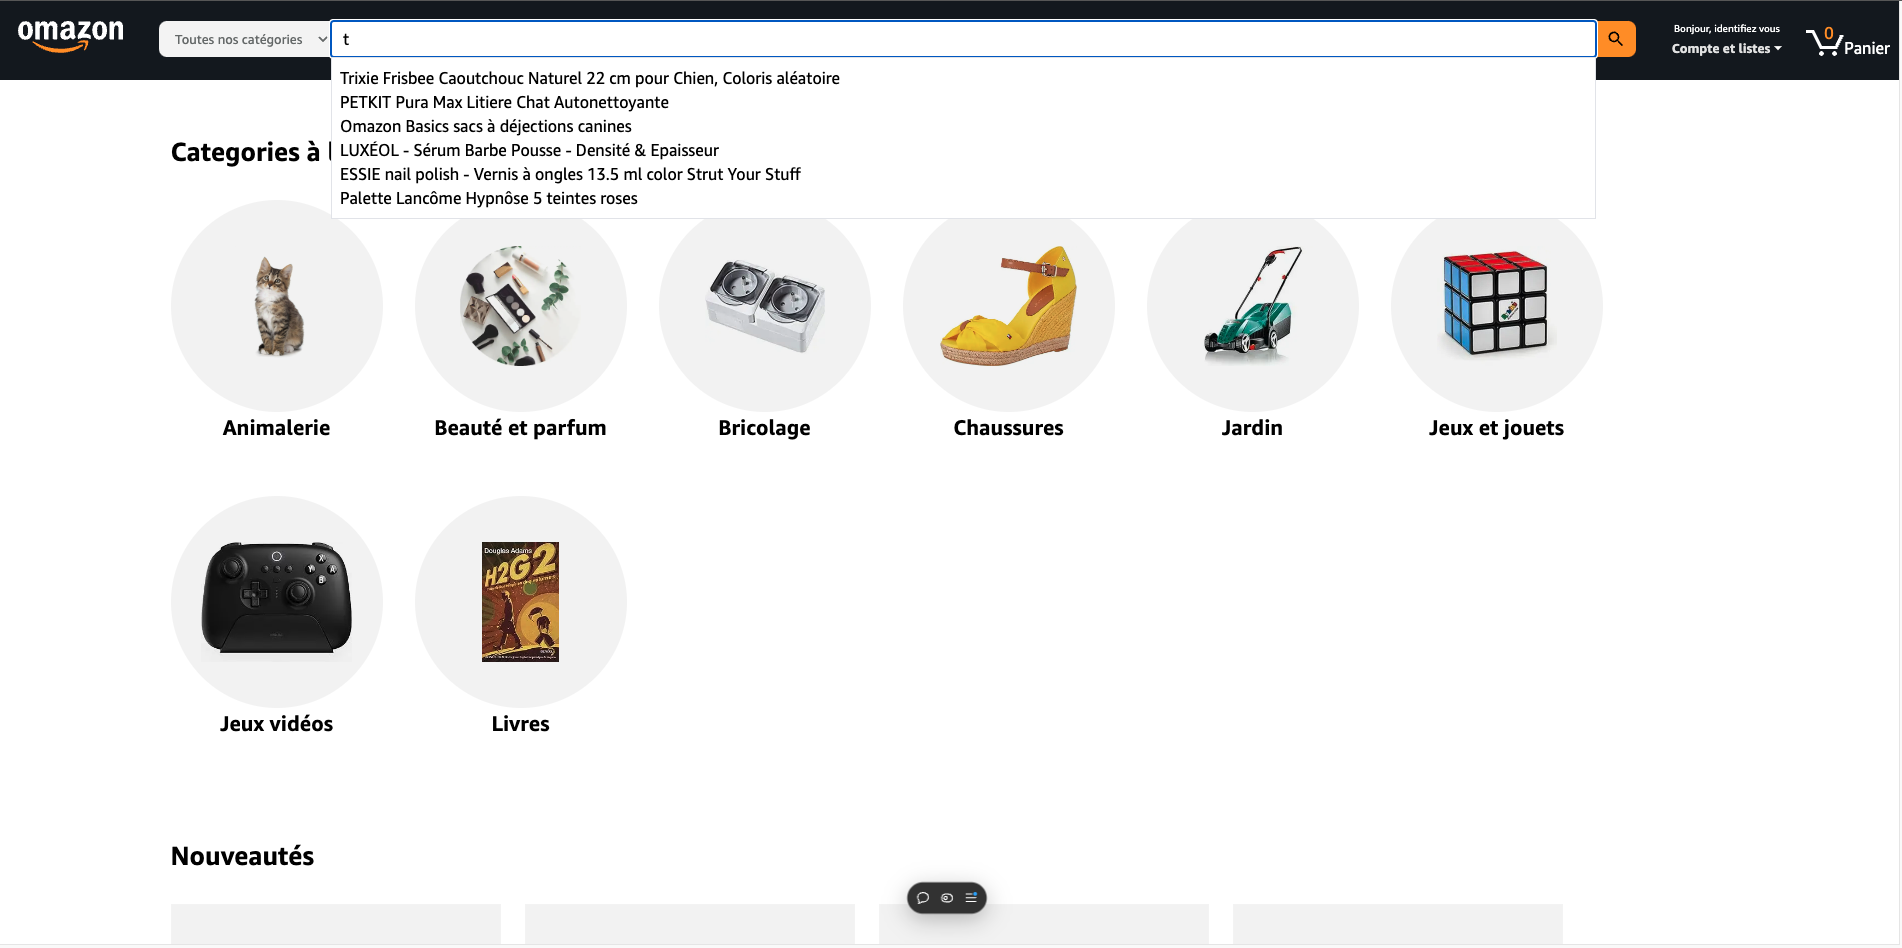 omazon
Toutes nos catégories
t
Bonjour, identifiez vous
Compte et listes
0
Panier
Trixie Frisbee Caoutchouc Naturel 22 cm pour Chien, Coloris aléatoire
PETKIT Pura Max Litiere Chat Autonettoyante
Omazon Basics sacs à déjections canines
LUXÉOL - Sérum Barbe Pousse - Densité & Epaisseur
ESSIE nail polish - Vernis à ongles 13.5 ml color Strut Your Stuff
Palette Lancôme Hypnôse 5 teintes roses
Categories à
Animalerie
Beauté et parfum
Bricolage
Chaussures
Jardin
Jeux et jouets
X
Y
A
B
Douglas Adams
H2G2
Jeux vidéos
Livres
Nouveautés